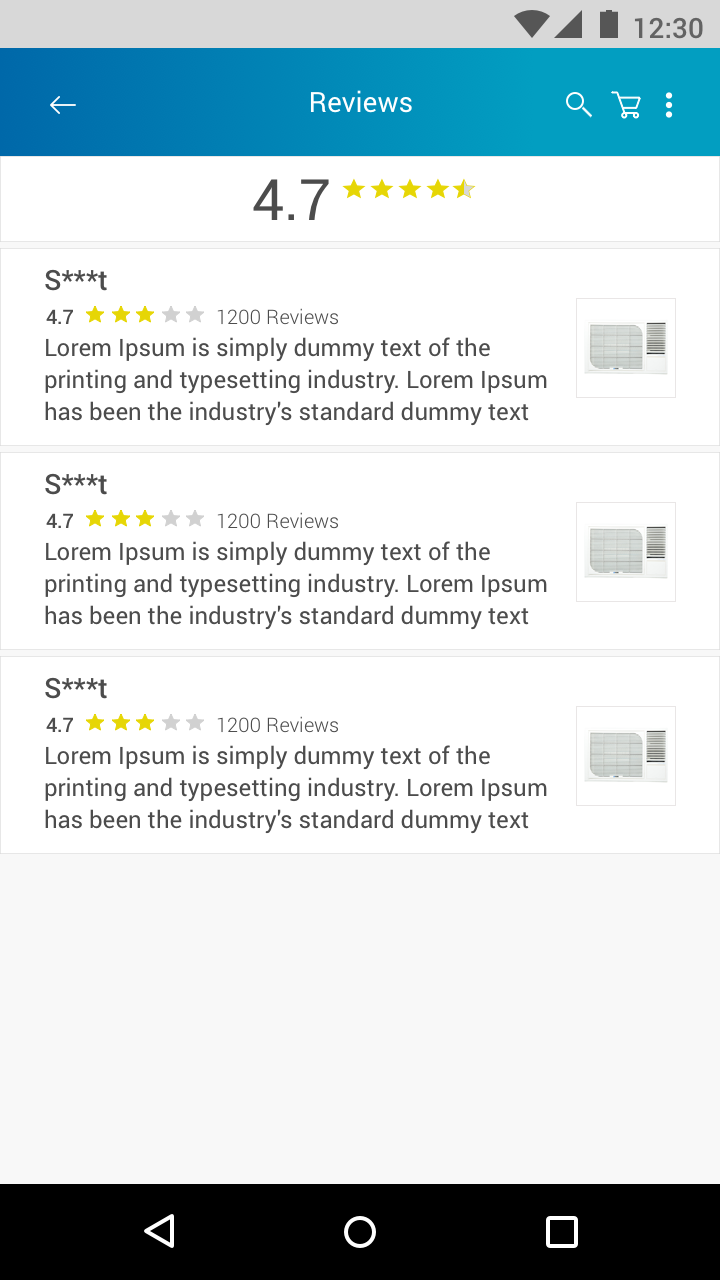 12:30
Reviews
4.7
S***t
4.7 1200 Reviews
Lorem Ipsum is simply dummy text of the
printing and typesetting industry. Lorem Ipsum
has been the industry's standard dummy text
S***t
4.7 1200 Reviews
Lorem Ipsum is simply dummy text of the
printing and typesetting industry. Lorem Ipsum
has been the industry's standard dummy text
S***t
4.7 1200 Reviews
Lorem Ipsum is simply dummy text of the
printing and typesetting industry. Lorem Ipsum
has been the industry's standard dummy text